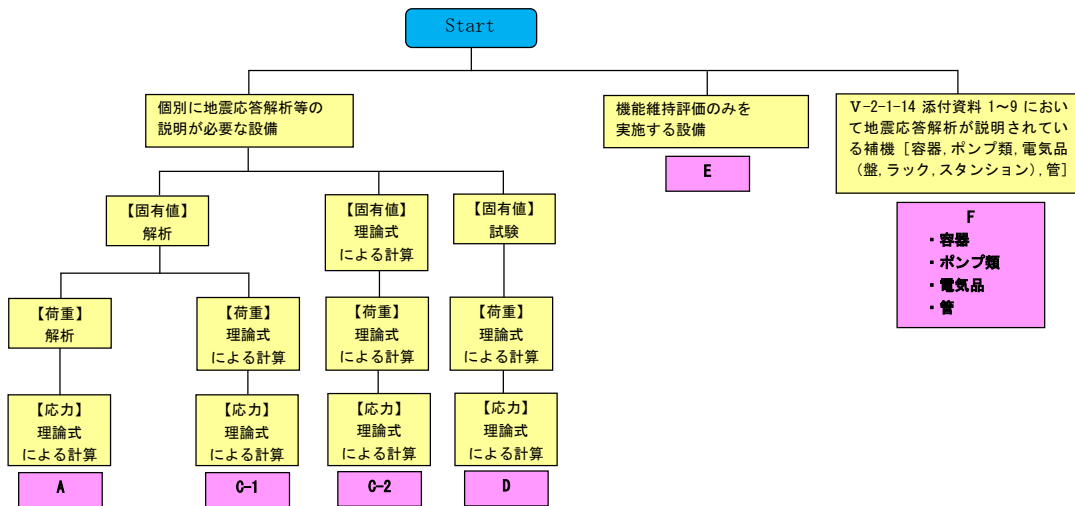 Start
個別に地震応答解析等の
説明が必要な設備
機能維持評価のみを
実施する設備
E
Ⅴ-2-1-14 添付資料 1~9 におい
て地震応答解析が説明されてい
る補機［容器,ポンプ類,電気品
（盤,ラック,スタンション）,管］
F
・容器
・ポンプ類
・電気品
・管
【固有値】
解析
【固有値】
理論式
による計算
【固有値】
試験
【荷重】
解析
【荷重】
理論式
による計算
【荷重】
理論式
による計算
【荷重】
理論式
による計算
【応力】
理論式
による計算
【応力】
理論式
による計算
【応力】
理論式
による計算
【応力】
理論式
による計算
A
C-1
C-2
D